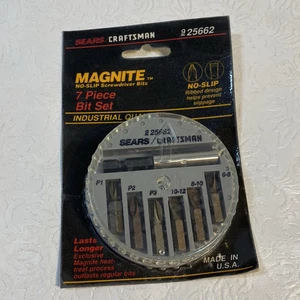 SEARS / CRAFTSMAN
9 25662
MAGNITE™
NO-SLIP Screwdriver Bits
7 Piece
Bit Set
INDUSTRIAL QU
NO-SLIP
Ribbed design
helps prevent
slippage
9 25662
SEARS / CRAFTSMAN
P1 P2 P3 10-12 8-10 6-8
Lasts
Longer
Exclusive
Magnite heat
treat process
outlasts regular bits
MADE IN
U.S.A.